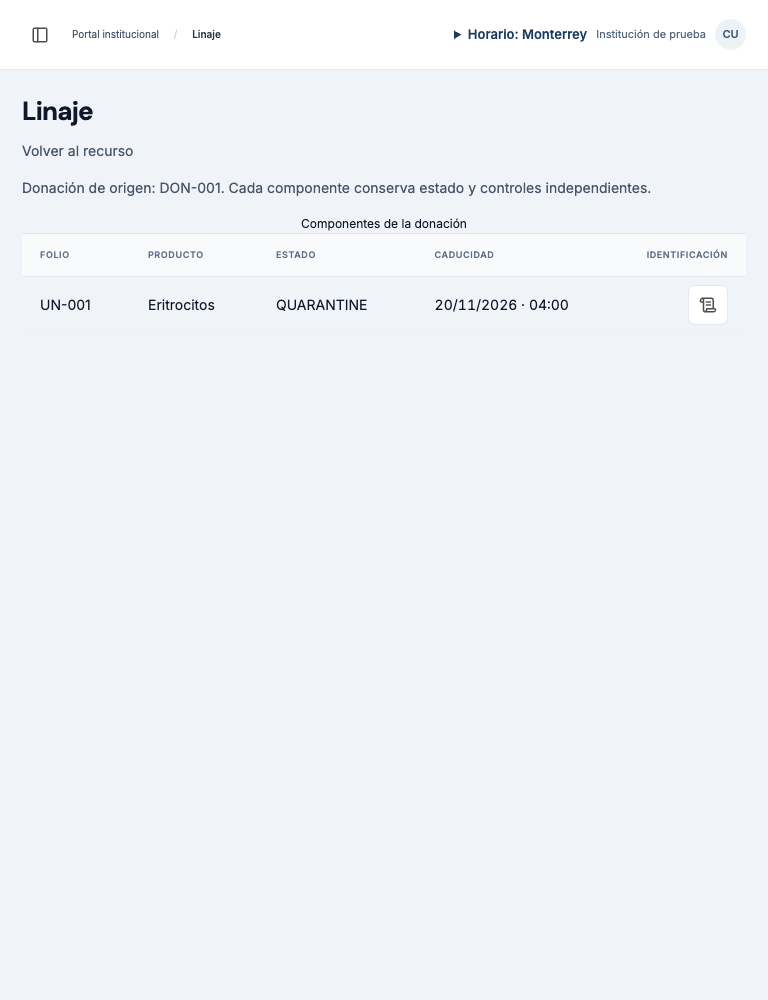 Portal institucional / Linaje
▶ Horario: Monterrey Institución de prueba CU
Linaje
Volver al recurso
Donación de origen: DON-001. Cada componente conserva estado y controles independientes.
Componentes de la donación
FOLIO PRODUCTO ESTADO CADUCIDAD IDENTIFICACIÓN
UN-001 Eritrocitos QUARANTINE 20/11/2026 · 04:00